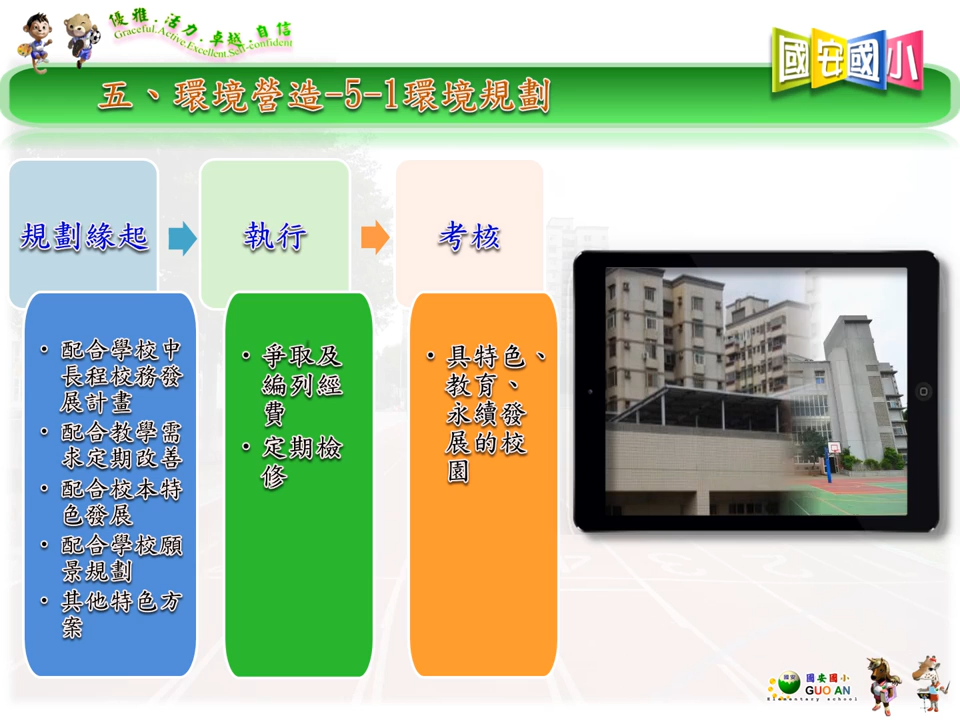 優雅.活力.卓越.自信
Graceful.Active.Excellent.Self-confident
國安國小
五、環境營造-5-1環境規劃
規劃緣起
• 配合學校中
長程校務發
展計畫
• 配合教學需
求定期改善
• 配合校本特
色發展
• 配合學校願
景規劃
• 其他特色方
案
執行
• 爭取及
編列經
費
• 定期檢
修
考核
• 具特色、
教育、
永續發
展的校
園
國安
國安國小
GUO AN
Elementary school